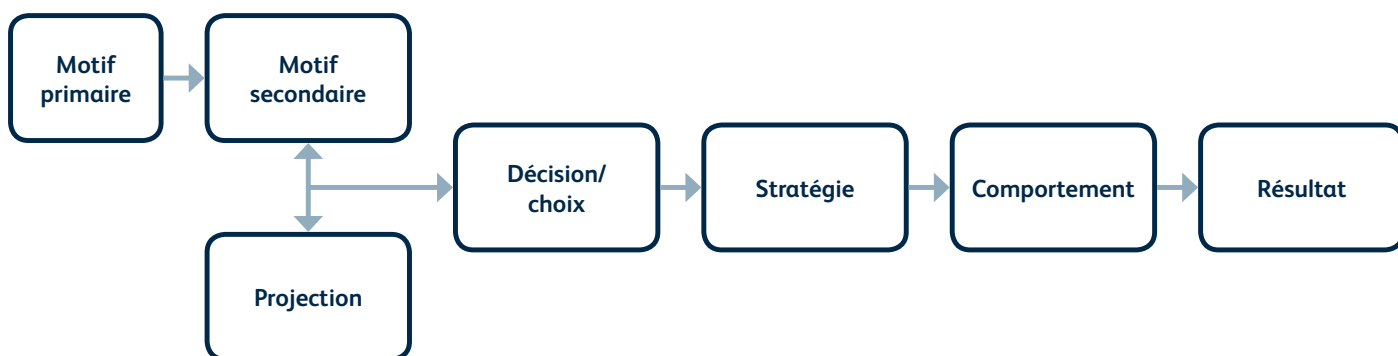 Motif
primaire
Motif
secondaire
Décision/
choix
Stratégie
Comportement
Résultat
Projection